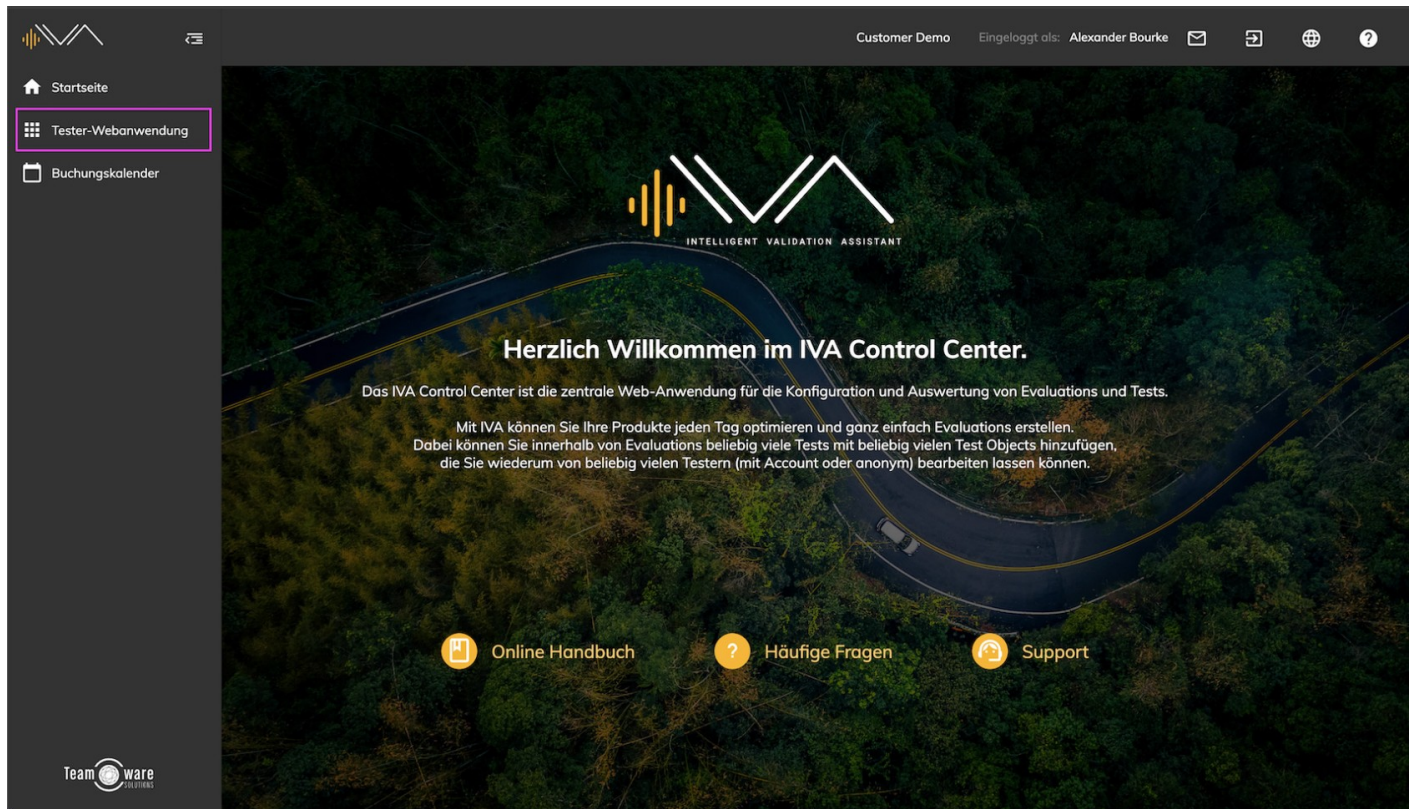 IVA
Customer Demo
Eingeloggt als: Alexander Bourke
Startseite
Tester-Webanwendung
Buchungskalender
IVA
INTELLIGENT VALIDATION ASSISTANT
Herzlich Willkommen im IVA Control Center.
Das IVA Control Center ist die zentrale Web-Anwendung für die Konfiguration und Auswertung von Evaluations und Tests.
Mit IVA können Sie Ihre Produkte jeden Tag optimieren und ganz einfach Evaluations erstellen.
Dabei können Sie innerhalb von Evaluations beliebig viele Tests mit beliebig vielen Test Objects hinzufügen,
die Sie wiederum von beliebig vielen Testern (mit Account oder anonym) bearbeiten lassen können.
Online Handbuch
? Häufige Fragen
Support
Team ware
SOLUTIONS